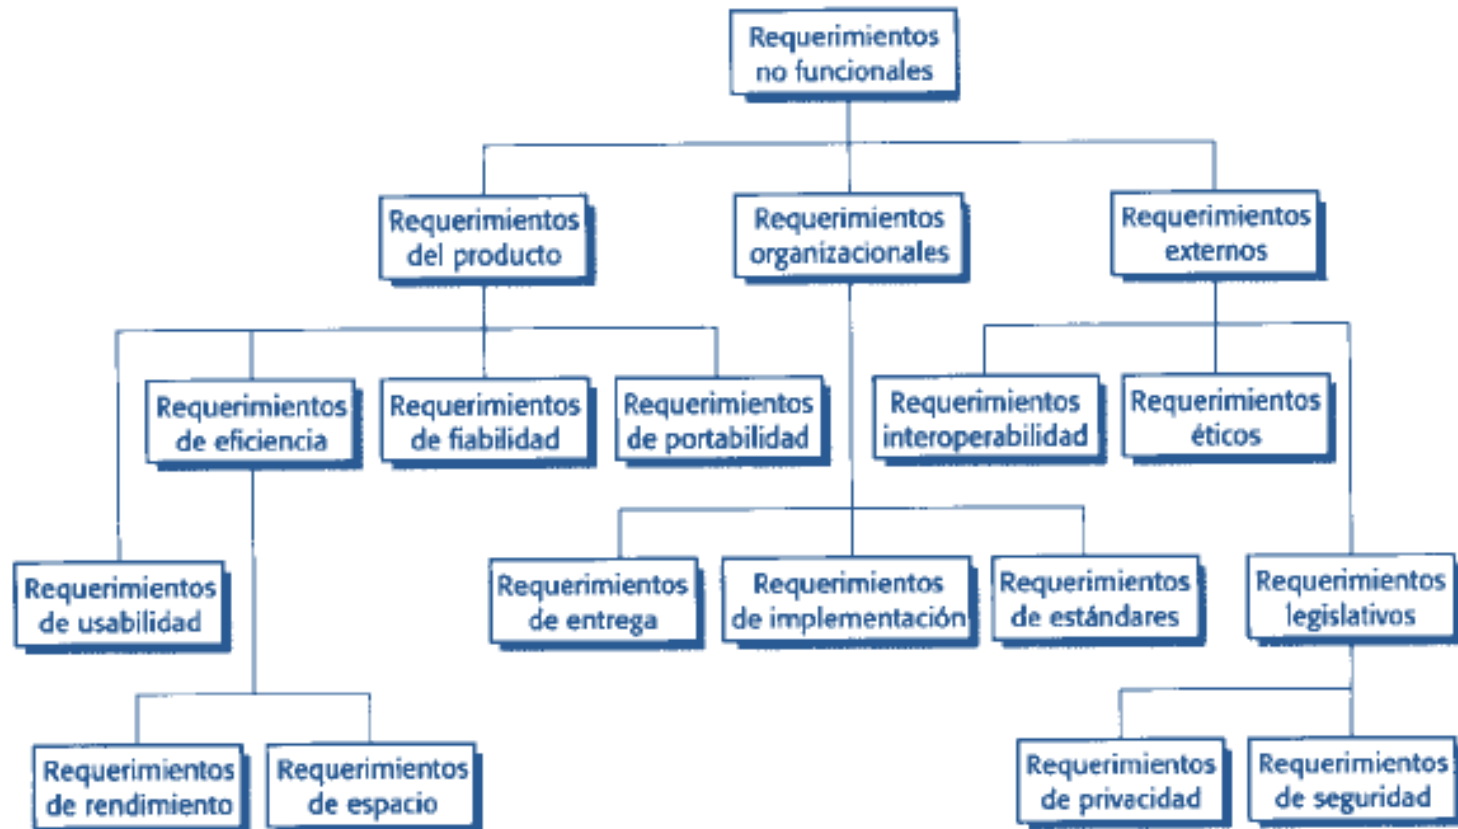 Requerimientos
no funcionales
Requerimientos
del producto
Requerimientos
organizacionales
Requerimientos
externos
Requerimientos
de eficiencia
Requerimientos
de fiabilidad
Requerimientos
de portabilidad
Requerimientos
interoperabilidad
Requerimientos
éticos
Requerimientos
de usabilidad
Requerimientos
de entrega
Requerimientos
de implementación
Requerimientos
de estándares
Requerimientos
legislativos
Requerimientos
de rendimiento
Requerimientos
de espacio
Requerimientos
de privacidad
Requerimientos
de seguridad